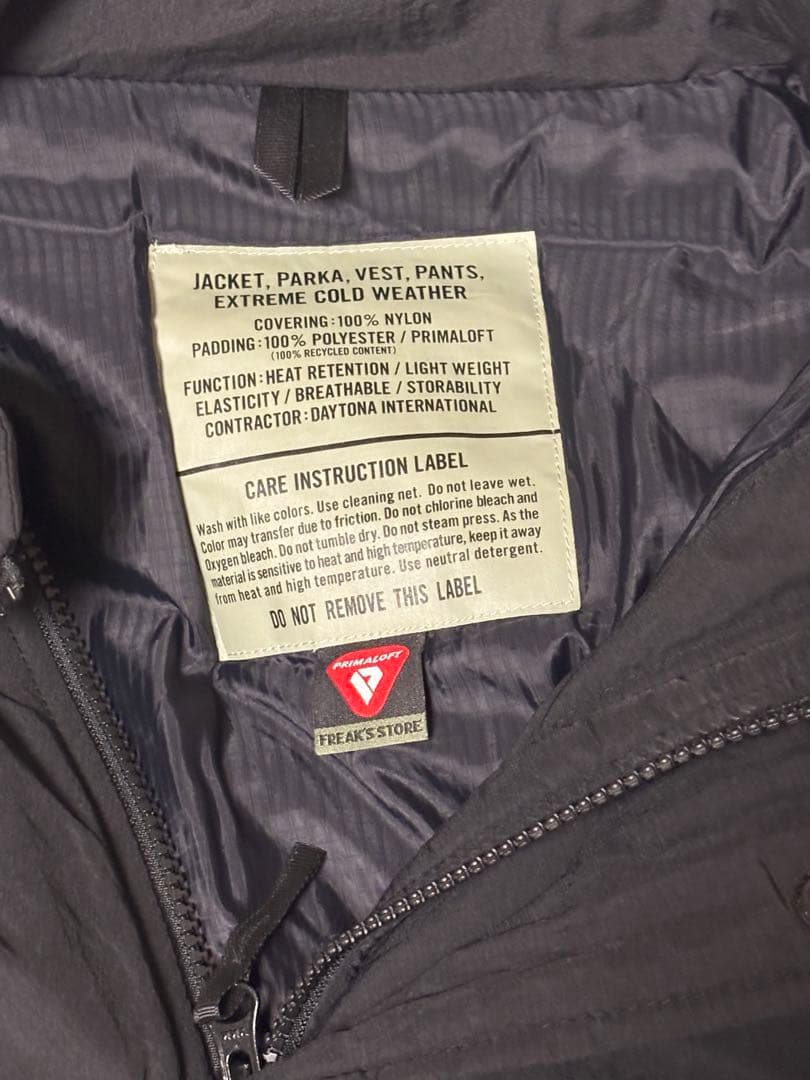 JACKET, PARKA, VEST, PANTS,
EXTREME COLD WEATHER
COVERING:100% NYLON
PADDING:100% POLYESTER / PRIMALOFT
(100% RECYCLED CONTENT)
FUNCTION:HEAT RETENTION / LIGHT WEIGHT
ELASTICITY / BREATHABLE / STORABILITY
CONTRACTOR:DAYTONA INTERNATIONAL
CARE INSTRUCTION LABEL
Wash with like colors. Use cleaning net. Do not leave wet.
Color may transfer due to friction. Do not chlorine bleach and
Oxygen bleach. Do not tumble dry. Do not steam press. As the
material is sensitive to heat and high temperature, keep it away
from heat and high temperature. Use neutral detergent.
DO NOT REMOVE THIS LABEL
PRIMALOFT
FREAK'S STORE